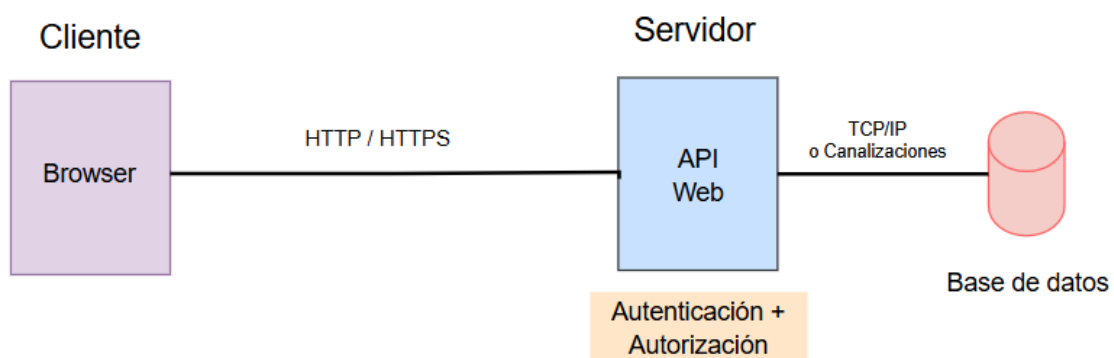 Cliente
Servidor
Browser
HTTP / HTTPS
API
Web
TCP/IP
o Canalizaciones
Base de datos
Autenticación +
Autorización